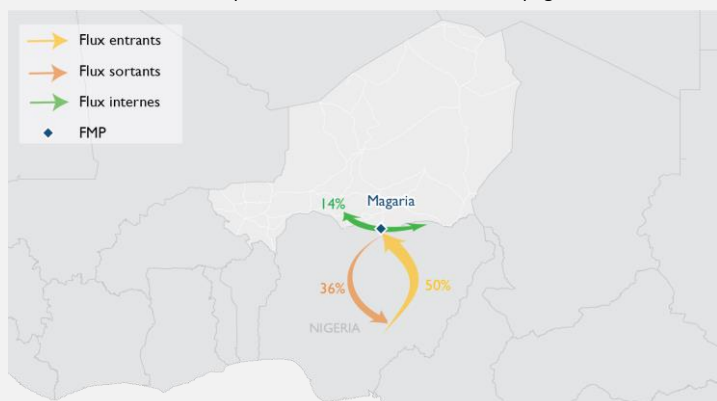 Flux entrants
Flux sortants
Flux internes
FMP
14%
Magaria
36%
50%
NIGERIA